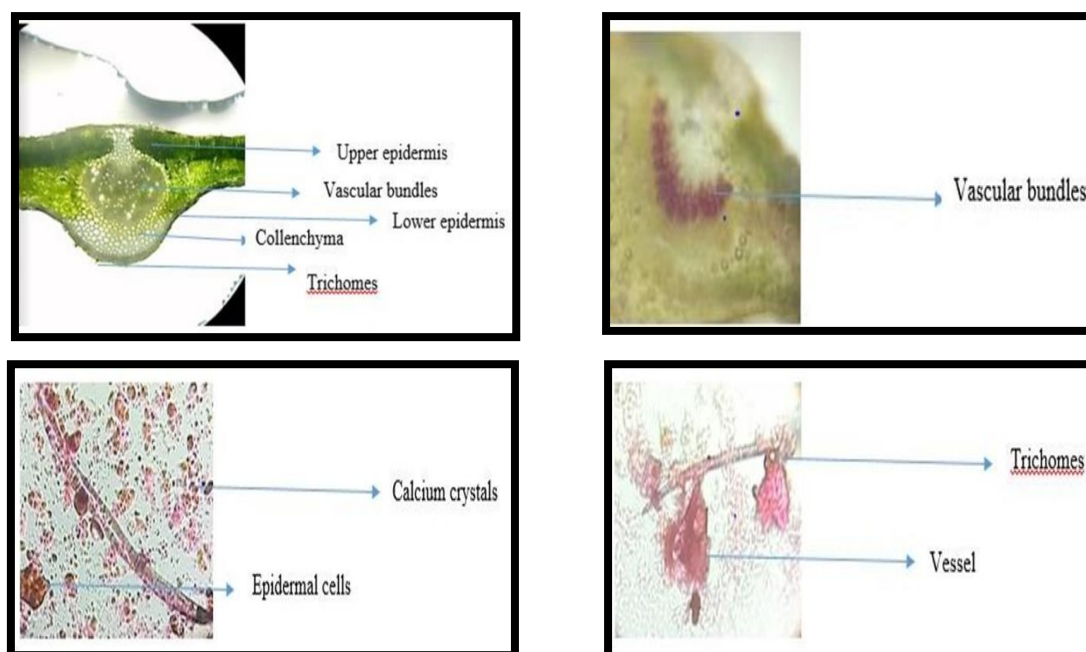 Upper epidermis
Vascular bundles
Lower epidermis
Collenchyma
Trichomes
Vascular bundles
Calcium crystals
Epidermal cells
Trichomes
Vessel